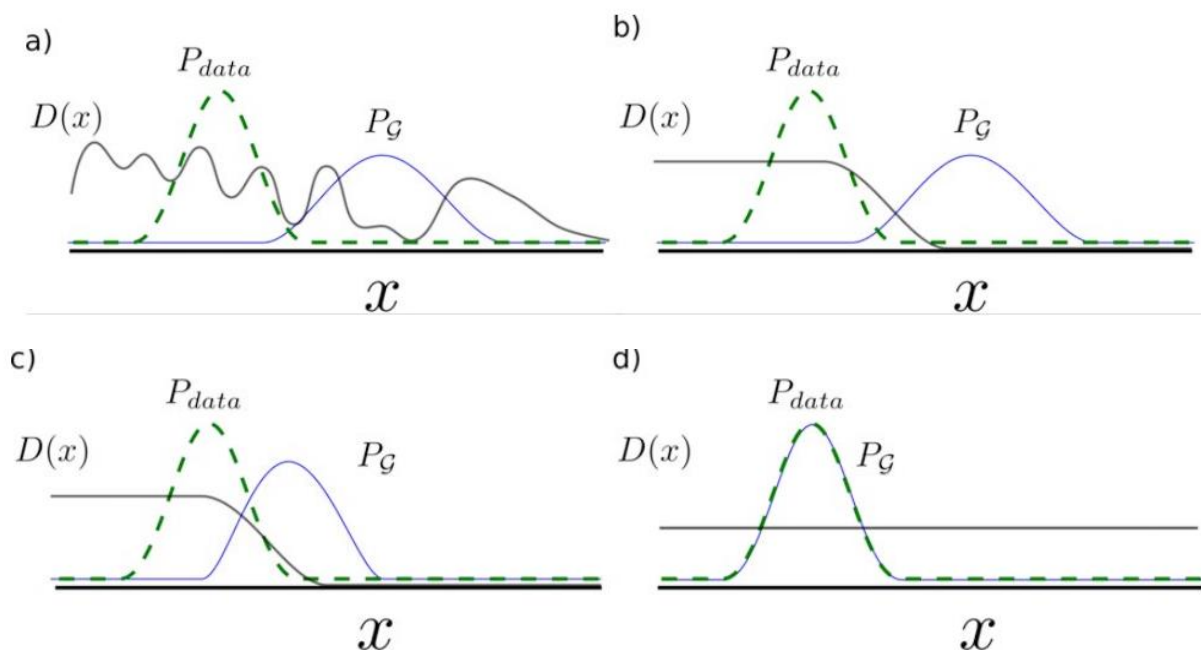 a)
P_data
D(x)
P_G
x
b)
P_data
D(x)
P_G
x
c)
P_data
D(x)
P_G
x
d)
P_data
D(x)
P_G
x